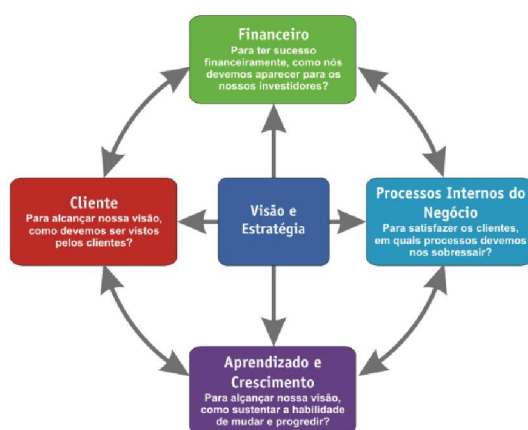 Financeiro
Para ter sucesso
financeiramente, como nós
devemos aparecer para os
nossos investidores?
Cliente
Para alcançar nossa visão,
como devemos ser vistos
pelos clientes?
Visão e
Estratégia
Processos Internos do
Negócio
Para satisfazer os clientes,
em quais processos devemos
nos sobressair?
Aprendizado e
Crescimento
Para alçançar nossa visão,
como sustentar a habilidade
de mudar e progredir?